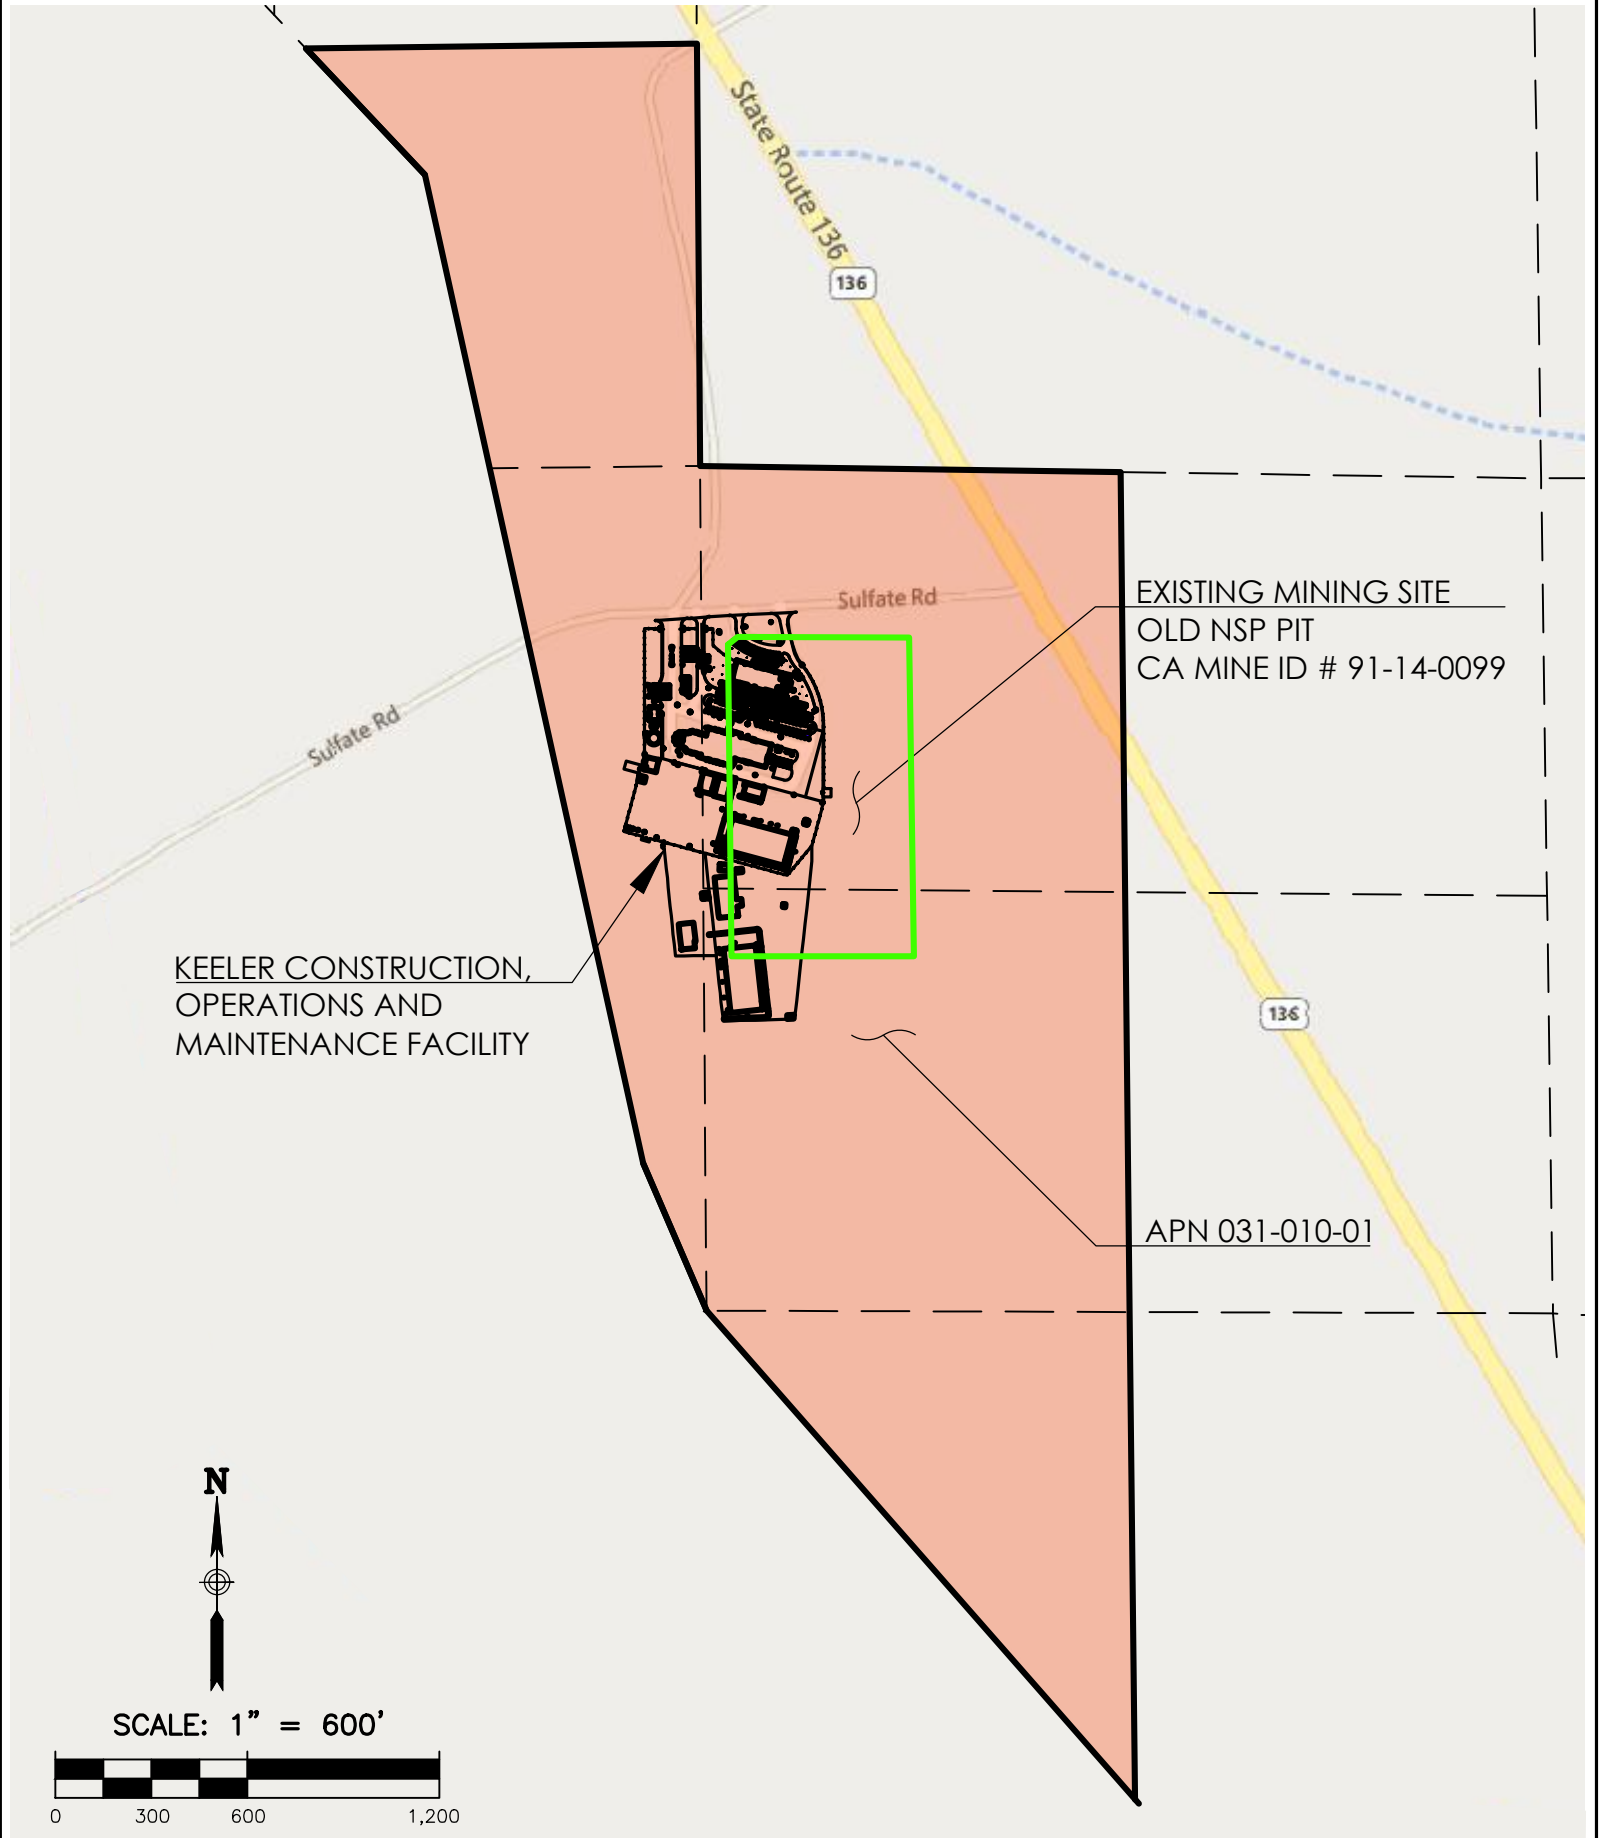 State Route 136
136
Sulfate Rd
EXISTING MINING SITE
OLD NSP PIT
CA MINE ID # 91-14-0099
Sulfate Rd
KEELER CONSTRUCTION,
OPERATIONS AND
MAINTENANCE FACILITY
136
APN 031-010-01
N
SCALE: 1" = 600'
0 300 600 1,200